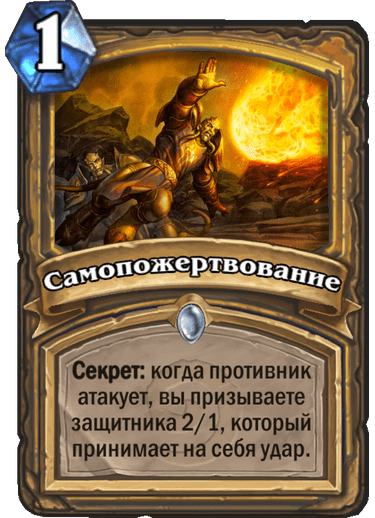 1
Самопожертвование
Секрет: когда противник
атакует, вы призываете
защитника 2/1, который
принимает на себя удар.